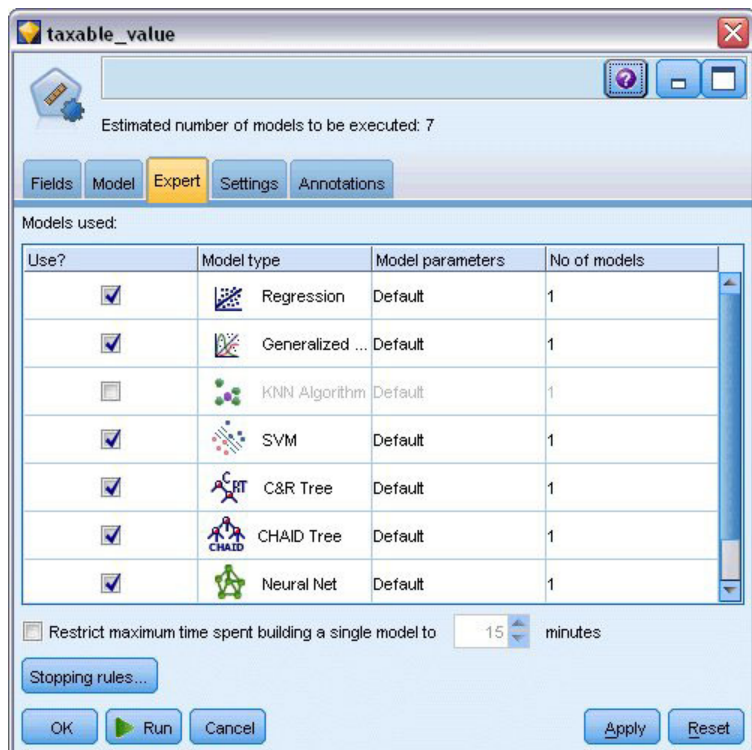 taxable_value
Estimated number of models to be executed: 7
Fields Model Expert Settings Annotations
Models used:
Use? Model type Model parameters No of models
Regression Default 1
Generalized ... Default 1
KNN Algorithm Default 1
SVM Default 1
C&R Tree Default 1
CHAID CHAID Tree Default 1
Neural Net Default 1
Restrict maximum time spent building a single model to 15 minutes
Stopping rules...
OK Run Cancel Apply Reset